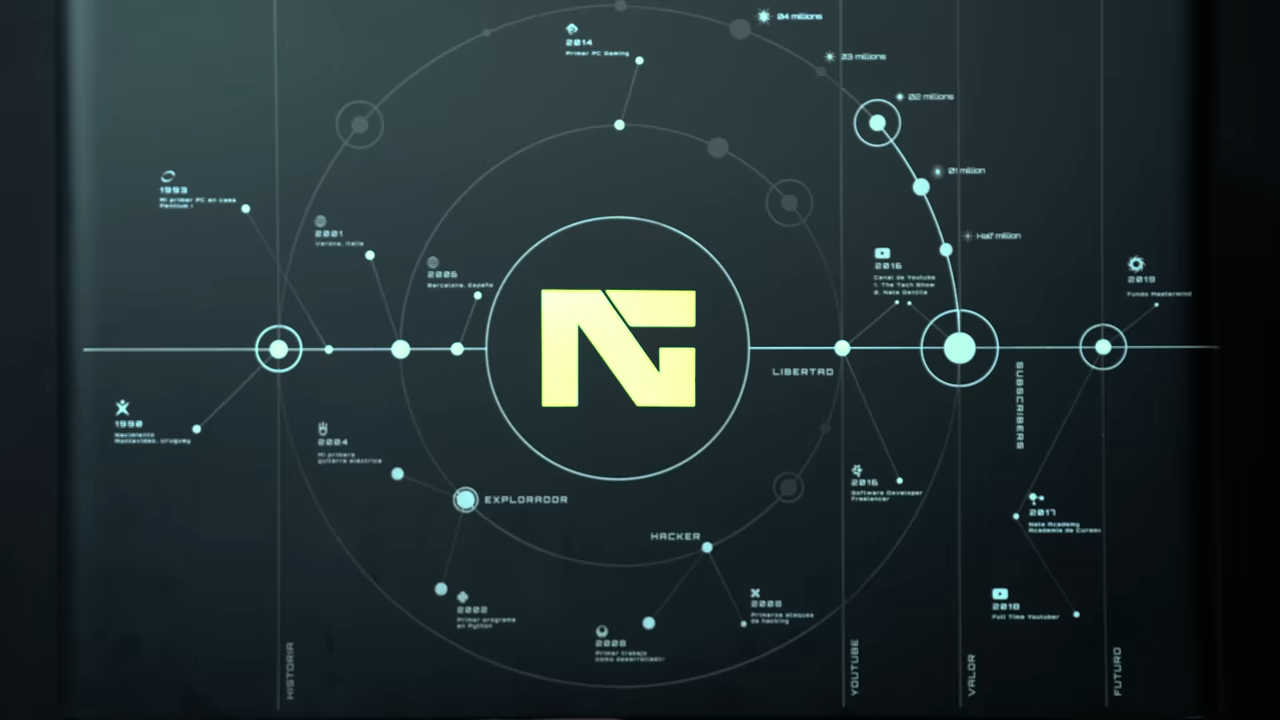 04 millions
2014
Primer PC Gaming
03 millions
02 millions
01 million
1993
Mi primer PC en casa
Pentium I
2001
Verona, Italia
Half million
2006
Barcelona, España
2016
Canal de Youtube
1. The Tech Show
2. Nate Gentile
2019
Fundo Mastermind
NG
LIBERTAD
SUBSCRIBERS
1990
Nacimiento
Montevideo, Uruguay
2004
Mi primera
guitarra eléctrica
EXPLORADOR
2016
Software Developer
Freelancer
HACKER
2017
Nate Academy
Academia de Cursos
2002
Primer programa
en Python
2008
Primeros ataques
de hacking
2018
Full Time Youtuber
Primer trabajo
como desarrollador
HISTORIA
YOUTUBE
VALOR
FUTURO